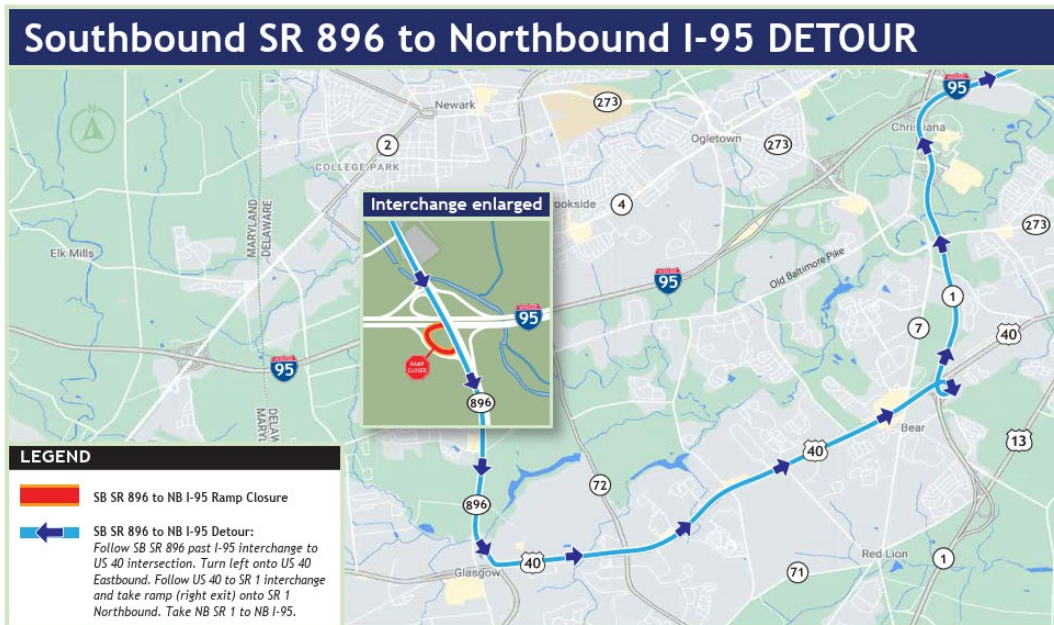 Southbound SR 896 to Northbound I-95 DETOUR
N
Newark
273
95
Christiana
2
Ogletown
273
COLLEGE PARK
Interchange enlarged
4
MARYLAND
DELAWARE
Elk Mills
273
Old Baltimore Pike
95
1
95
7
40
RAMP
CLOSED
95
896
Bear
40
13
LEGEND
SB SR 896 to NB I-95 Ramp Closure
SB SR 896 to NB I-95 Detour:
Follow SB SR 896 past I-95 interchange to
US 40 intersection. Turn left onto US 40
Eastbound. Follow US 40 to SR 1 interchange
and take ramp (right exit) onto SR 1
Northbound. Take NB SR 1 to NB I-95.
72
896
Glasgow
40
Red Lion
1
71